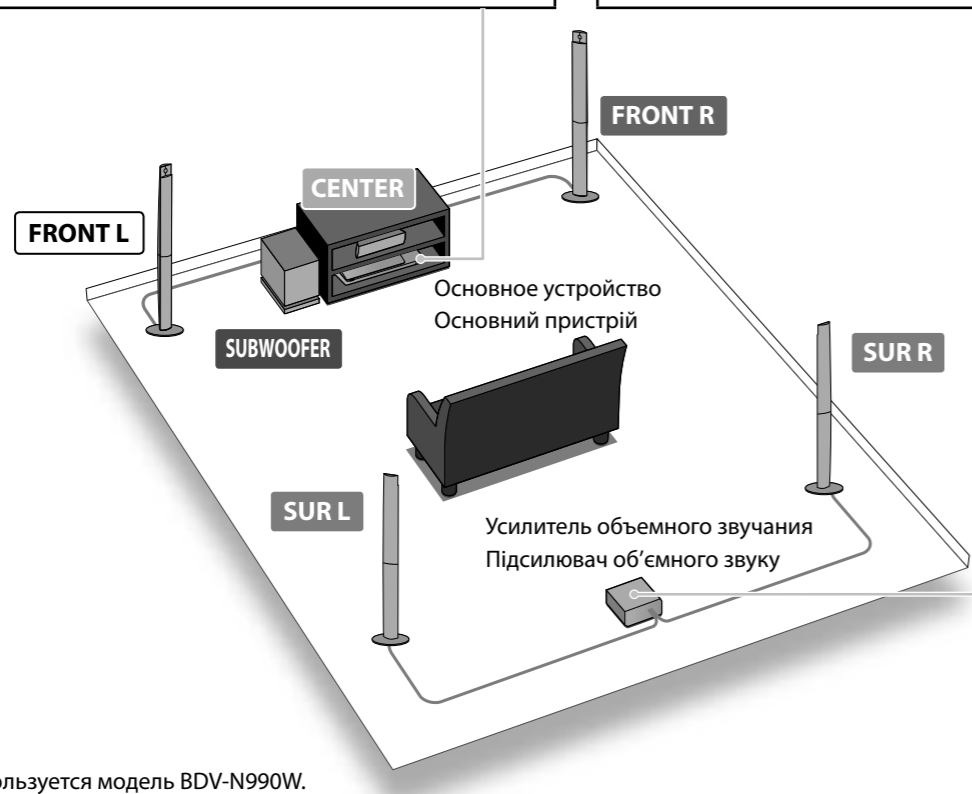 FRONT R
CENTER
FRONT L
Основное устройство
Основний пристрій
SUBWOOFER
SUR R
SUR L
Усилитель объемного звучания
Підсилювач об’ємного звуку
ользуется модель BDV-N990W.